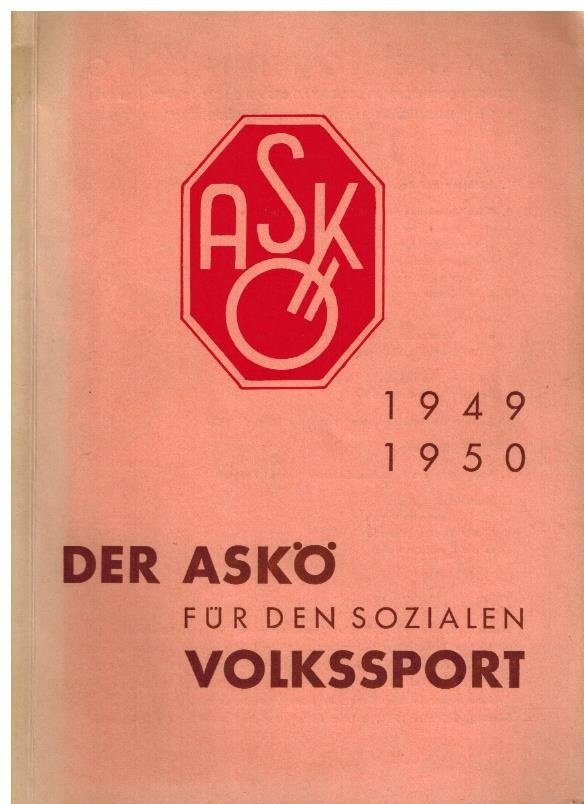 ASKÖ
1949
1950
DER ASKÖ
FÜR DEN SOZIALEN
VOLKSSPORT